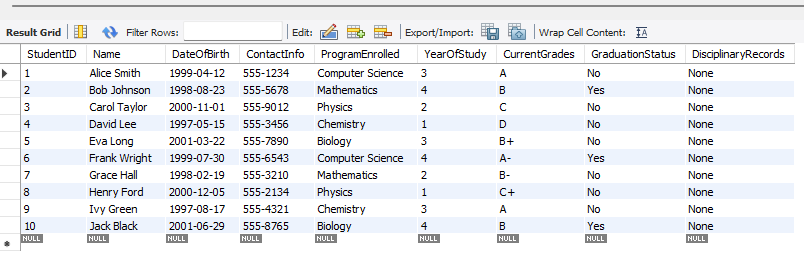 Result Grid Filter Rows: Edit: Export/Import: Wrap Cell Content: IA
StudentID Name DateOfBirth ContactInfo ProgramEnrolled YearOfStudy CurrentGrades GraduationStatus DisciplinaryRecords
1 Alice Smith 1999-04-12 555-1234 Computer Science 3 A No None
2 Bob Johnson 1998-08-23 555-5678 Mathematics 4 B Yes None
3 Carol Taylor 2000-11-01 555-9012 Physics 2 C No None
4 David Lee 1997-05-15 555-3456 Chemistry 1 D No None
5 Eva Long 2001-03-22 555-7890 Biology 3 B+ No None
6 Frank Wright 1999-07-30 555-6543 Computer Science 4 A- Yes None
7 Grace Hall 1998-02-19 555-3210 Mathematics 2 B- No None
8 Henry Ford 2000-12-05 555-2134 Physics 1 C+ No None
9 Ivy Green 1997-08-17 555-4321 Chemistry 3 A No None
10 Jack Black 2001-06-29 555-8765 Biology 4 B Yes None
NULL NULL NULL NULL NULL NULL NULL NULL NULL